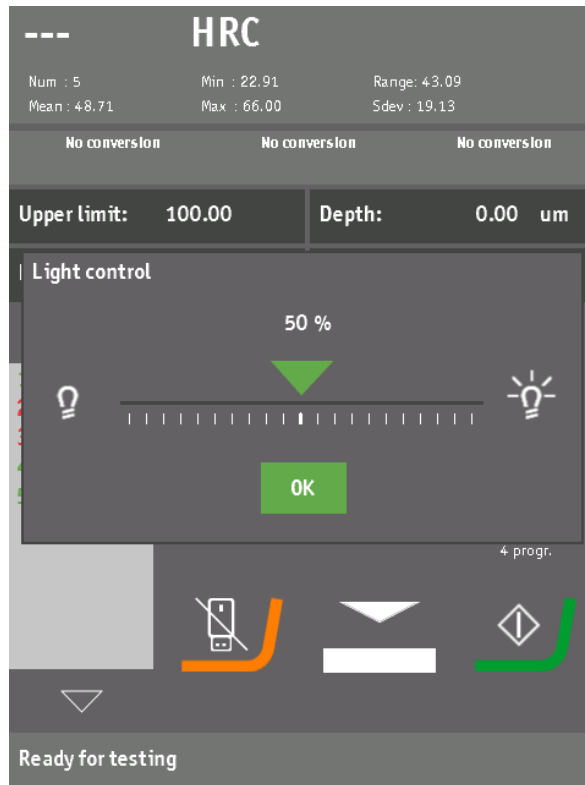 --- HRC
Num : 5 Min : 22.91 Range: 43.09
Mean : 48.71 Max : 66.00 Sdev : 19.13
No conversion No conversion No conversion
Upper limit: 100.00 Depth: 0.00 um
Light control
50 %
OK
4 progr.
Ready for testing